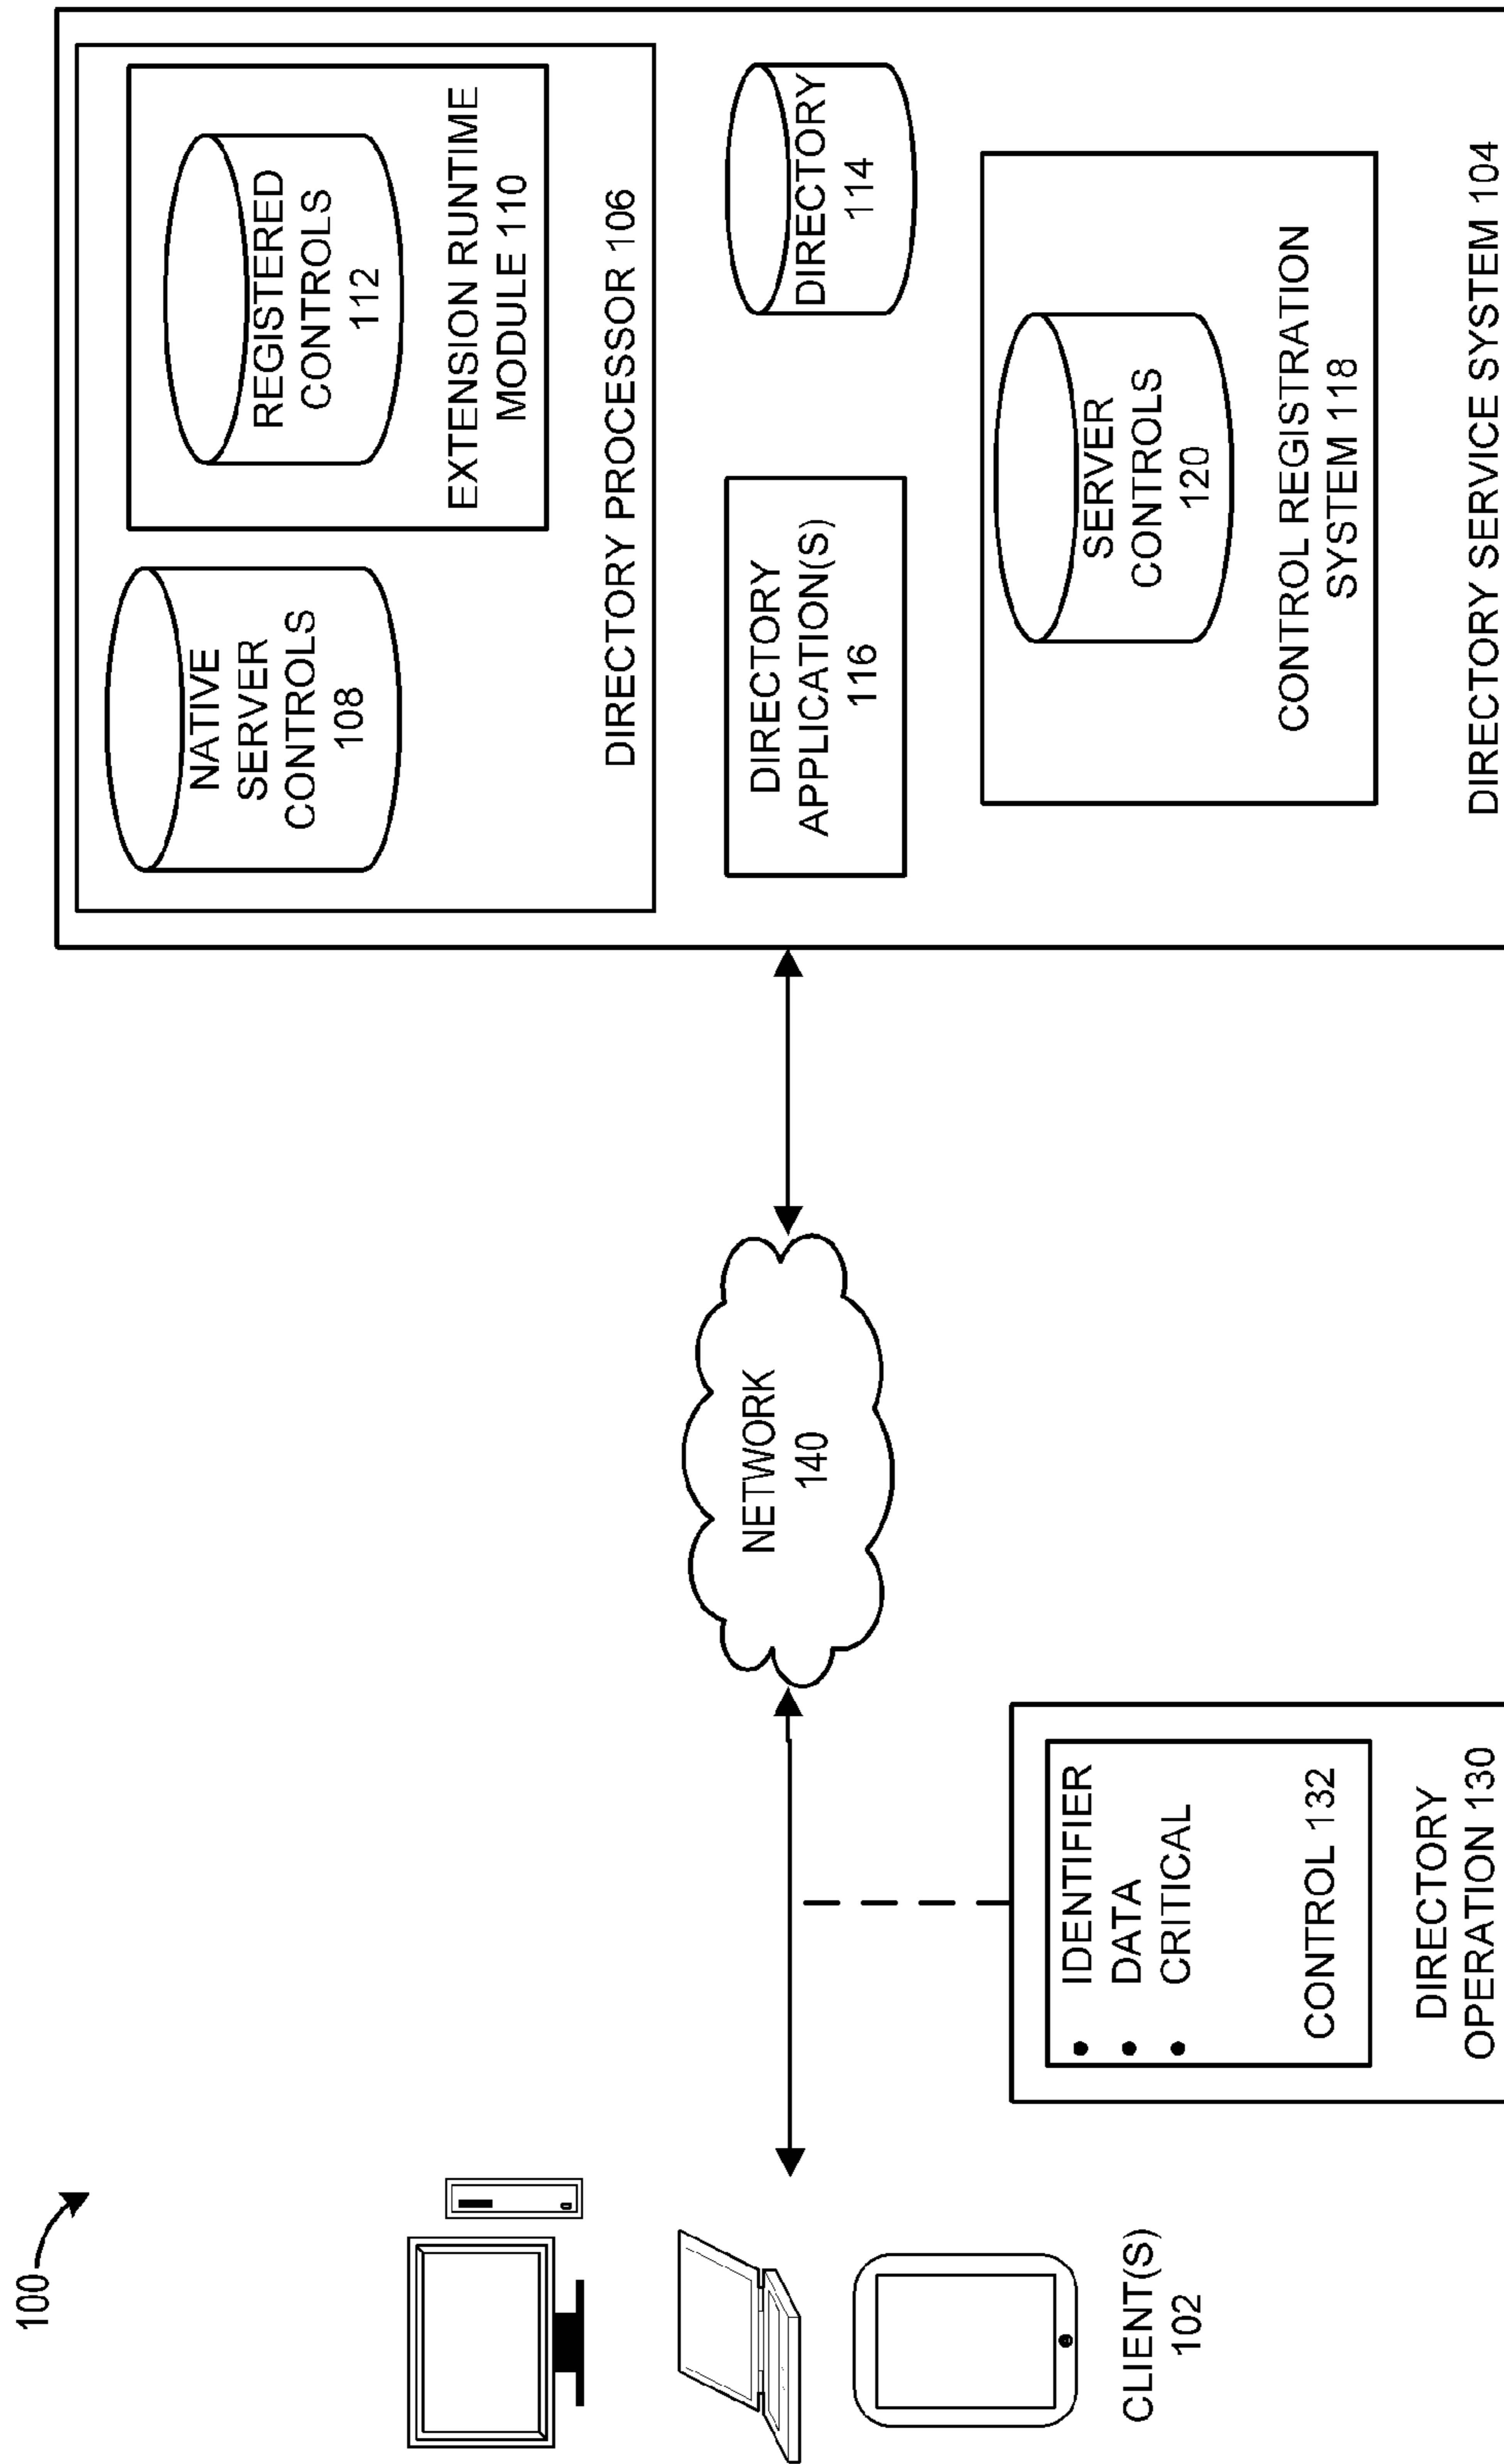 100
CLIENT(S)
102
IDENTIFIER
DATA
CRITICAL
CONTROL 132
DIRECTORY
OPERATION 130
NETWORK
140
NATIVE
SERVER
CONTROLS
108
REGISTERED
CONTROLS
112
EXTENSION RUNTIME
MODULE 110
DIRECTORY PROCESSOR 106
DIRECTORY
APPLICATION(S)
116
DIRECTORY
114
SERVER
CONTROLS
120
CONTROL REGISTRATION
SYSTEM 118
DIRECTORY SERVICE SYSTEM 104